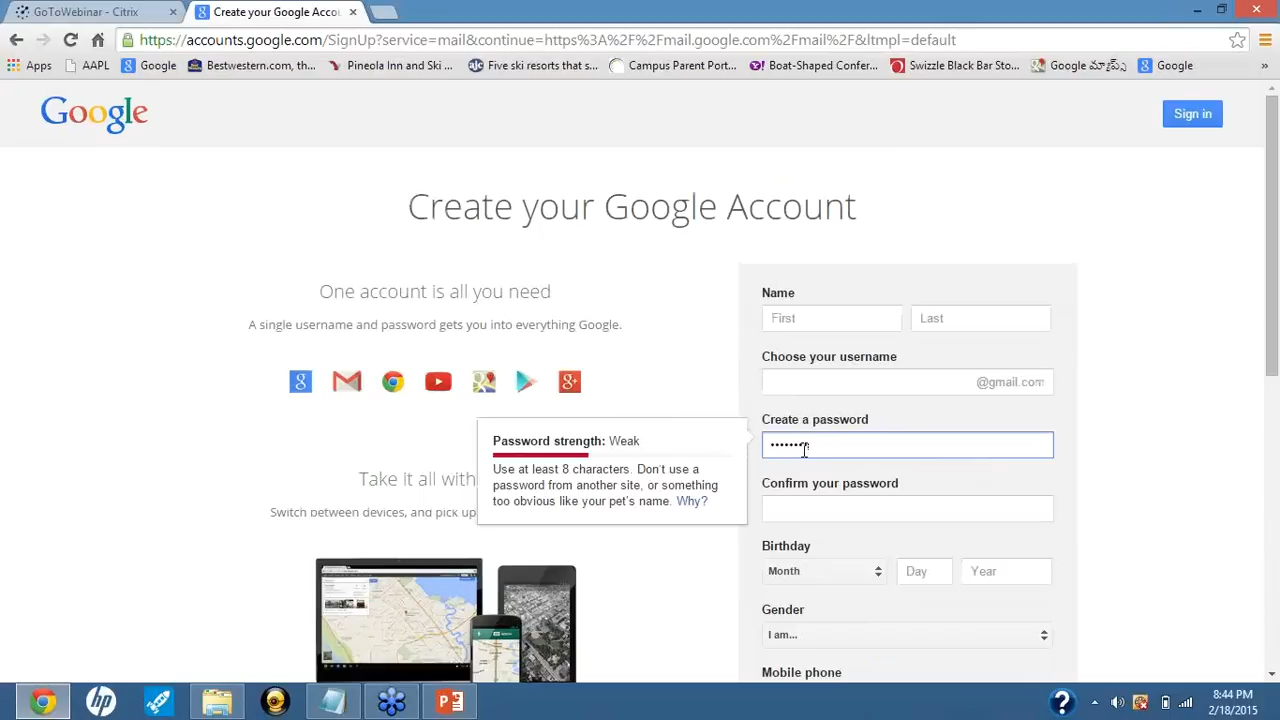 GoToWebinar - Citrix
Create your Google Accou
https://accounts.google.com/SignUp?service=mail&continue=https%3A%2F%2Fmail.google.com%2Fmail%2F&ltmpl=default
Apps AAPL Google Bestwestern.com, th... Pineola Inn and Ski ... Five ski resorts that s... Campus Parent Port... Boat-Shaped Confer... Swizzle Black Bar Sto... Google మ్యాప్స్ Google »
Google
Sign in
Create your Google Account
One account is all you need
A single username and password gets you into everything Google.
Take it all with
Switch between devices, and pick up
Name
First Last
Choose your username
@gmail.com
Create a password
Password strength: Weak
Use at least 8 characters. Don't use a
password from another site, or something
too obvious like your pet's name. Why?
Confirm your password
Birthday
Month Day Year
Gender
I am...
Mobile phone
8:44 PM
2/18/2015